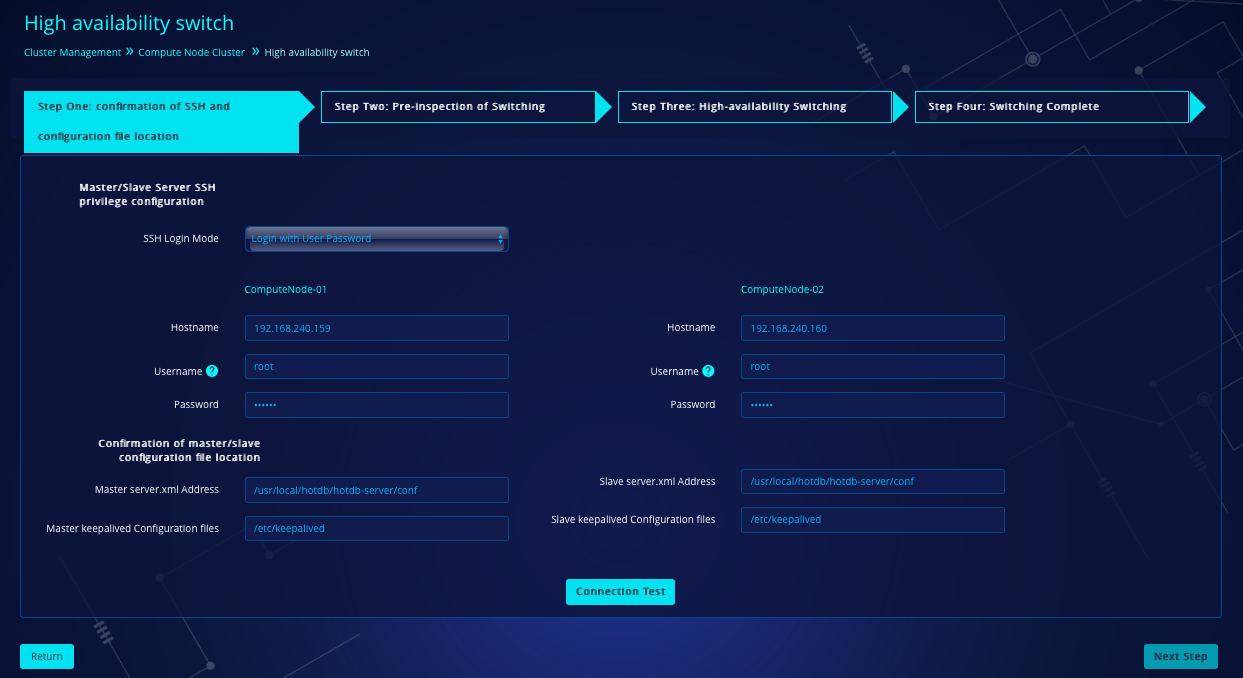 High availability switch
Cluster Management » Compute Node Cluster » High availability switch
Step One: confirmation of SSH and
configuration file location
Step Two: Pre-inspection of Switching
Step Three: High-availability Switching
Step Four: Switching Complete
Master/Slave Server SSH
privilege configuration
SSH Login Mode
Login with User Password
ComputeNode-01
ComputeNode-02
Hostname
192.168.240.159
Hostname
192.168.240.160
Username ?
root
Username ?
root
Password
••••••
Password
••••••
Confirmation of master/slave
configuration file location
Master server.xml Address
/usr/local/hotdb/hotdb-server/conf
Slave server.xml Address
/usr/local/hotdb/hotdb-server/conf
Master keepalived Configuration files
/etc/keepalived
Slave keepalived Configuration files
/etc/keepalived
Connection Test
Return
Next Step